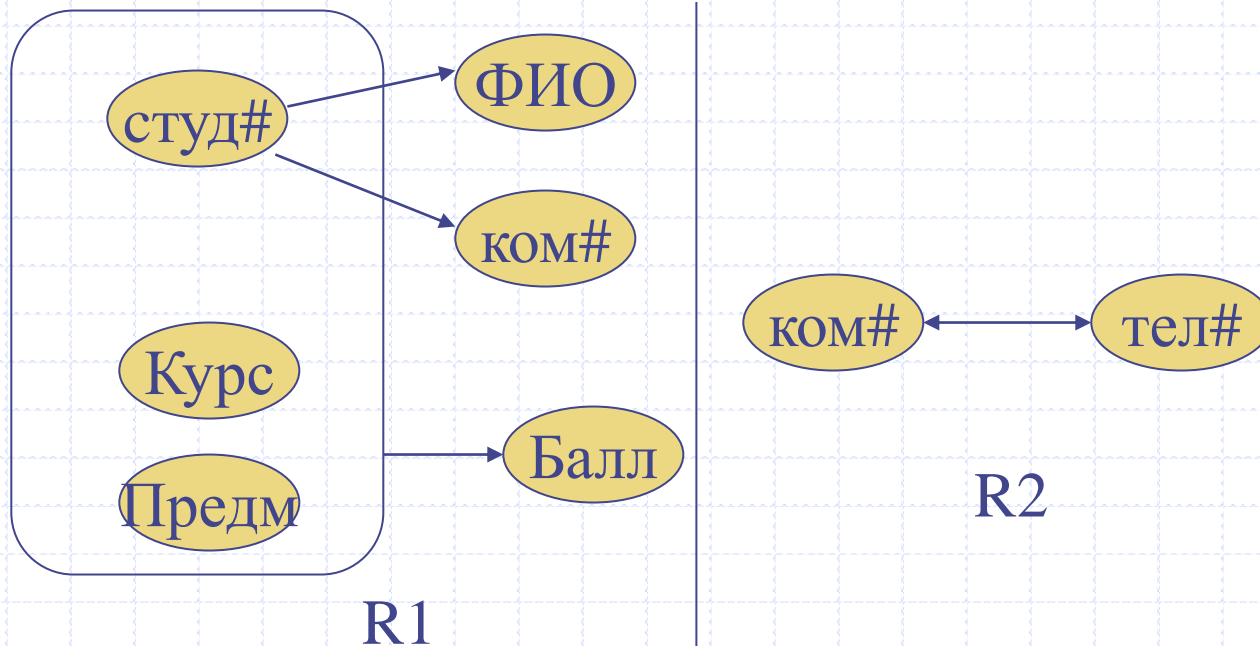 студ#
ФИО
ком#
Курс
Предм
Балл
R1
ком#
тел#
R2